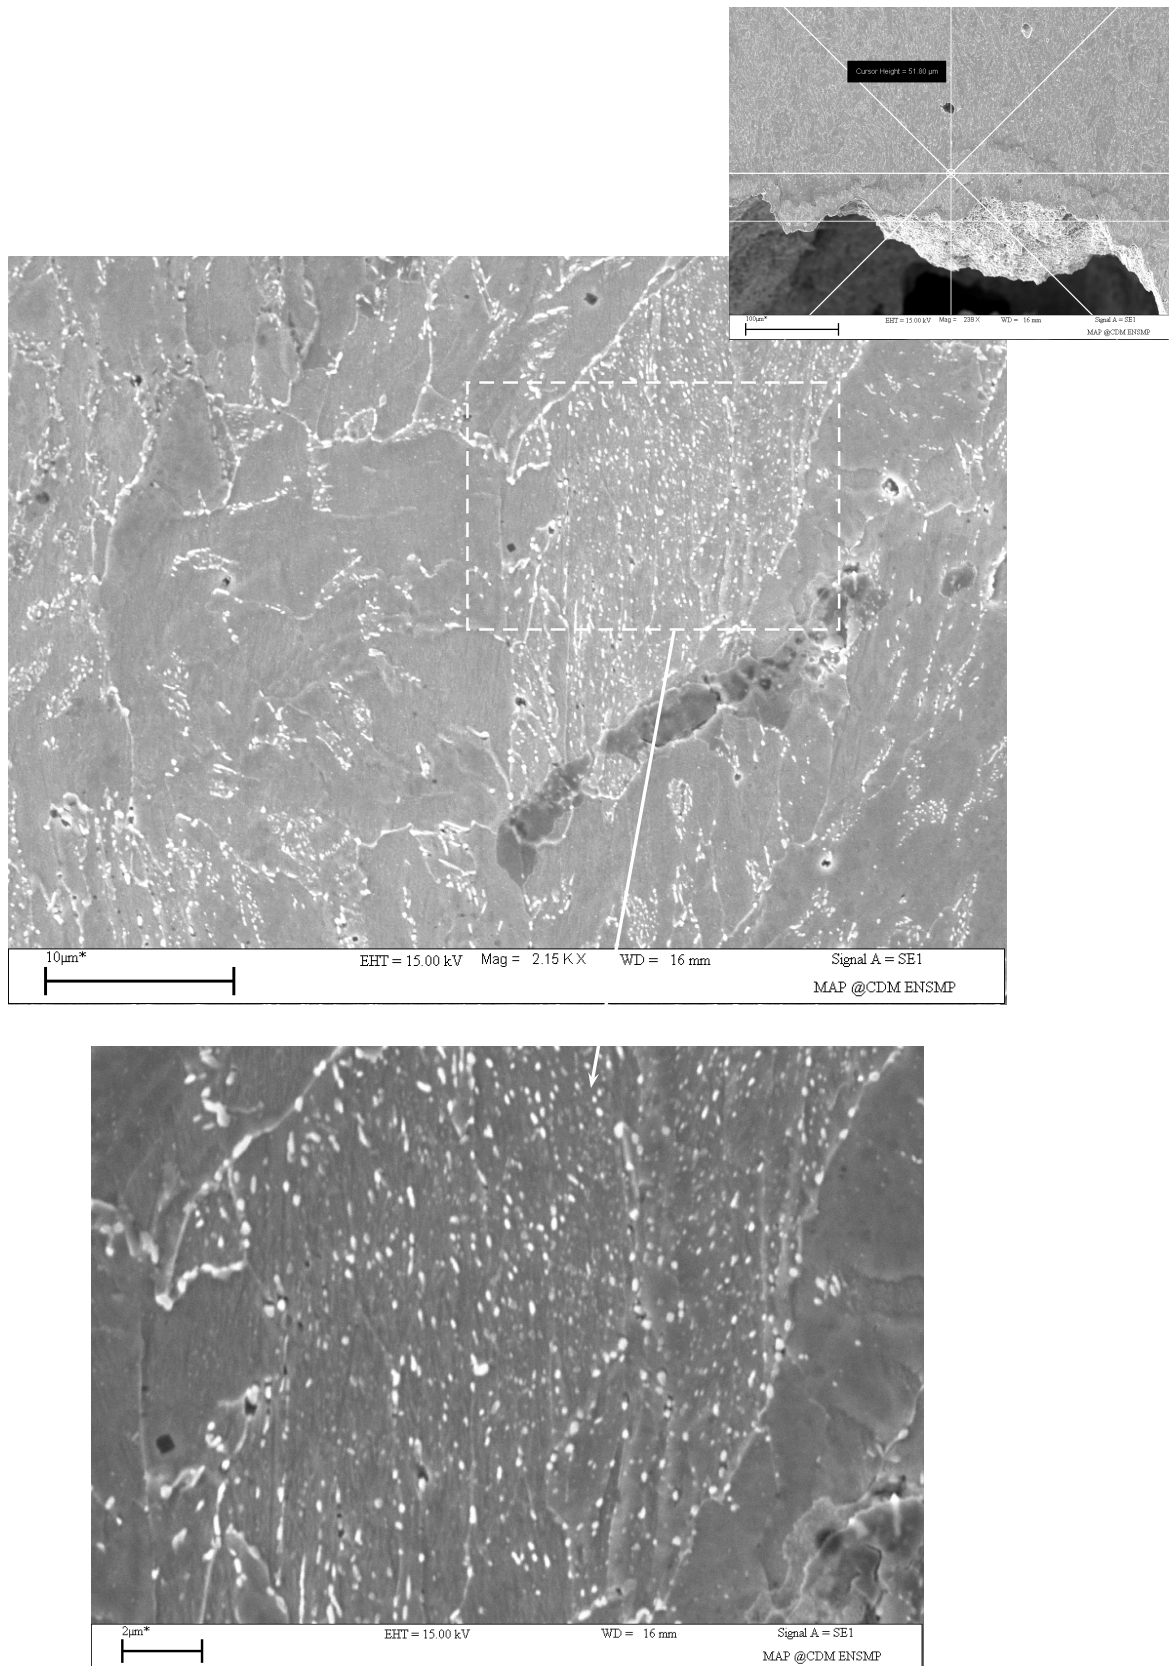 Cursor Height = 51.80 µm
100µm*
EHT = 15.00 kV Mag = 239 X WD = 16 mm Signal A = SE1
MAP @CDM ENSMP
10µm*
EHT = 15.00 kV Mag = 2.15 K X WD = 16 mm Signal A = SE1
MAP @CDM ENSMP
2µm*
EHT = 15.00 kV WD = 16 mm Signal A = SE1
MAP @CDM ENSMP